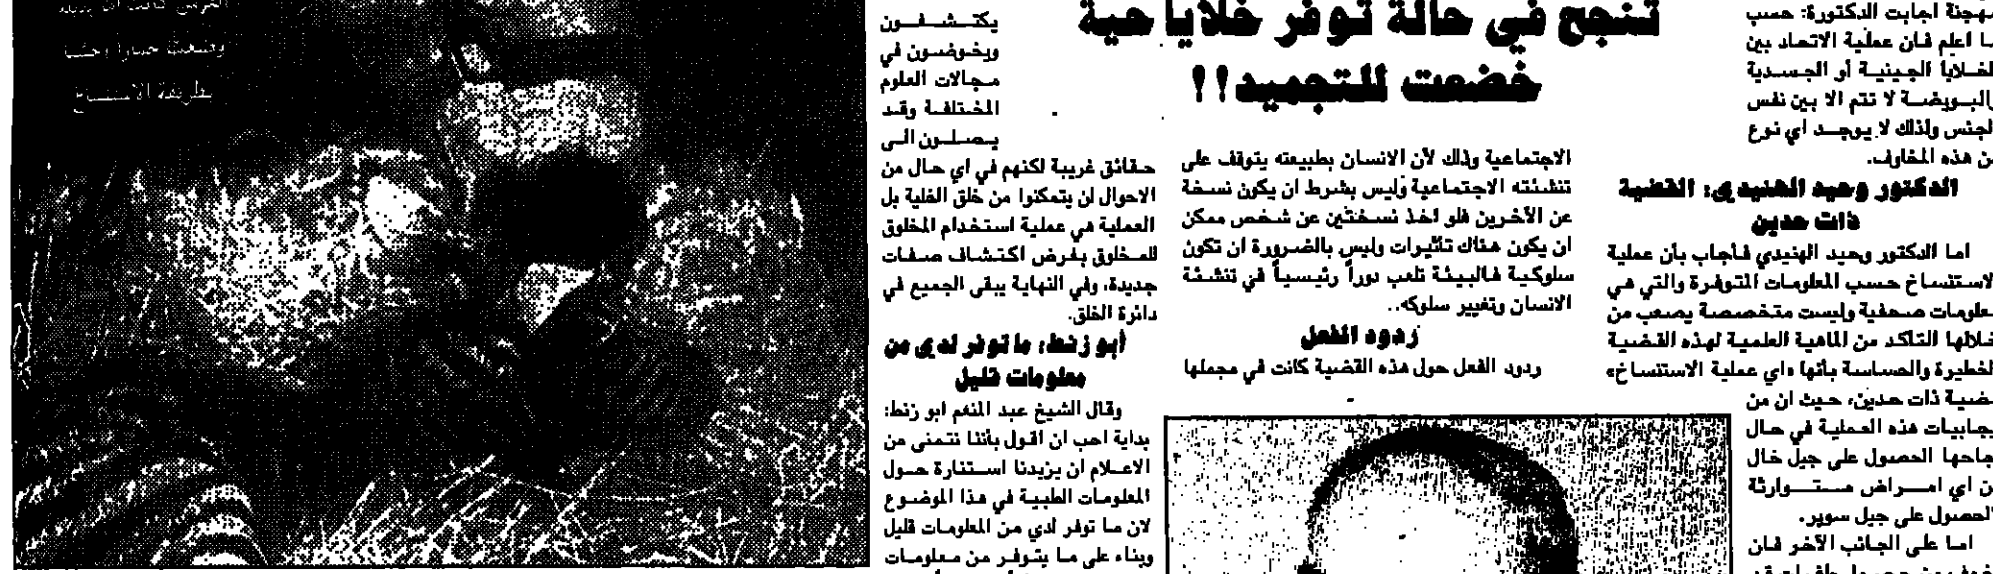 تنجح في حالة توفر خلايا حية
خضعت للتجميد!!
مهجنة اجابت الدكتورة: حسب
ما اعلم فان عملية الاتحاد بين
الخلايا الجينية أو الجسدية
والبويضة لا تتم الا بين نفس
الجنس ولذلك لا يوجد اي نوع
من هذه المخاوف.
الدكتور وحيد الهنيدي: القضية
ذات حدين
اما الدكتور وحيد الهنيدي فأجاب بأن عملية
الاستنساخ حسب المعلومات المتوفرة والتي هي
معلومات صحفية وليست متخصصة يصعب من
خلالها التأكد من الماهية العلمية لهذه القضية
الخطيرة والحساسة بأنها «اي عملية الاستنساخ»
قضية ذات حدين، حيث ان من
ايجابيات هذه العملية في حال
نجاحها الحصول على جيل خال
من اي امراض مستوارثة
الحصول على جيل سوبر.
اما على الجانب الآخر فان
الاجتماعية وذلك لأن الانسان بطبيعته يتوقف على
تنشئته الاجتماعية وليس بشرط ان يكون نسخة
عن الآخرين فلو اخذ نسختين عن شخص ممكن
ان يكون هناك تأثيرات وليس بالضرورة ان تكون
سلوكية فالبيئة تلعب دوراً رئيسياً في تنشئة
الانسان وتغيير سلوكه..
ردود الفعل
ردود الفعل حول هذه القضية كانت في مجملها
يكتشفون
ويخوضون في
مجالات العلوم
المختلفة وقد
يصلون الى
حقائق غريبة لكنهم في اي حال من
الاحوال لن يتمكنوا من خلق الخلية بل
العملية هي عملية استخدام المخلوق
للمخلوق بغرض اكتشاف صفات
جديدة، وفي النهاية يبقى الجميع في
دائرة الخلق.
أبو زنط: ما توفر لدي من
معلومات قليل
وقال الشيخ عبد المنعم ابو زنط:
بداية احب ان اقول بأننا نتمنى من
الاعلام ان يزيدنا استنارة حول
المعلومات الطبية في هذا الموضوع
لان ما توفر لدي من المعلومات قليل
وبناء على ما يتوفر من معلومات
بطريقة الاستنساخ